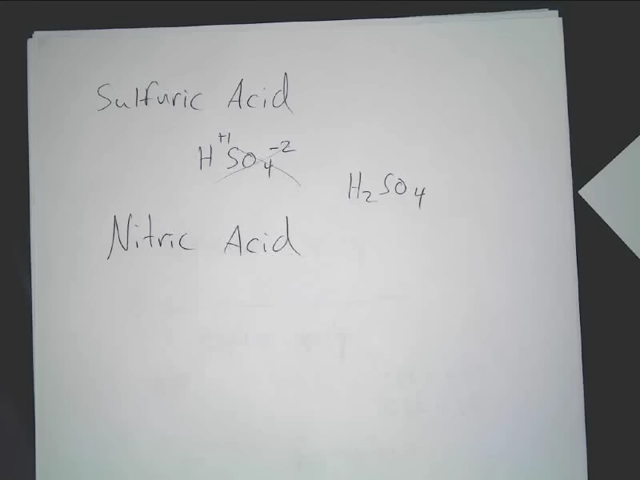 Sulfuric Acid
H⁺¹ SO₄⁻²
H₂SO₄
Nitric Acid